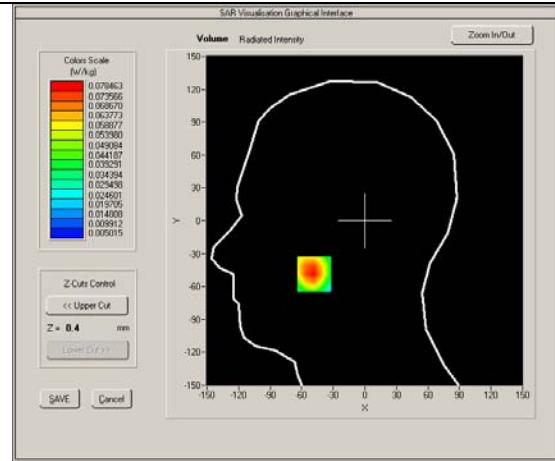 SAR Visualisation Graphical Interface
Volume Radiated Intensity
Zoom In/Out
Colors Scale
(W/kg)
0.078463
0.073566
0.068670
0.063773
0.058877
0.053980
0.049084
0.044187
0.039291
0.034394
0.029498
0.024601
0.019705
0.014808
0.009912
0.005015
Z-Cuts Control
<< Upper Cut
Z = 0.4 mm
Lower Cut >>
SAVE Cancel
150
120
90
60
30
0
-30
-60
-90
-120
-150
Y
-150 -120 -90 -60 -30 0 30 60 90 120 150
X